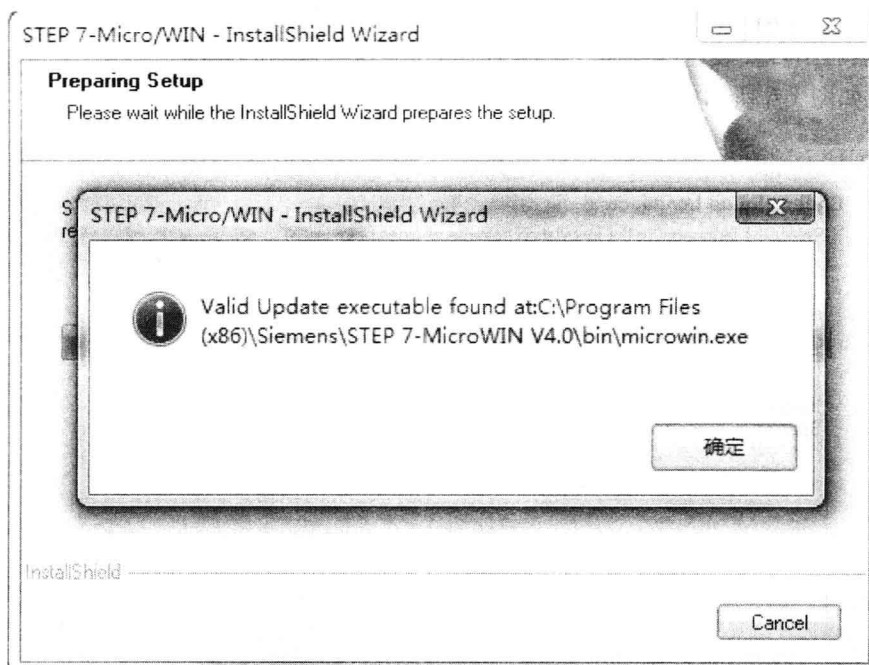 STEP 7-Micro/WIN - InstallShield Wizard
Preparing Setup
Please wait while the InstallShield Wizard prepares the setup.
S
re
STEP 7-Micro/WIN - InstallShield Wizard
Valid Update executable found at:C:\Program Files
(x86)\Siemens\STEP 7-MicroWIN V4.0\bin\microwin.exe
确定
InstallShield
Cancel